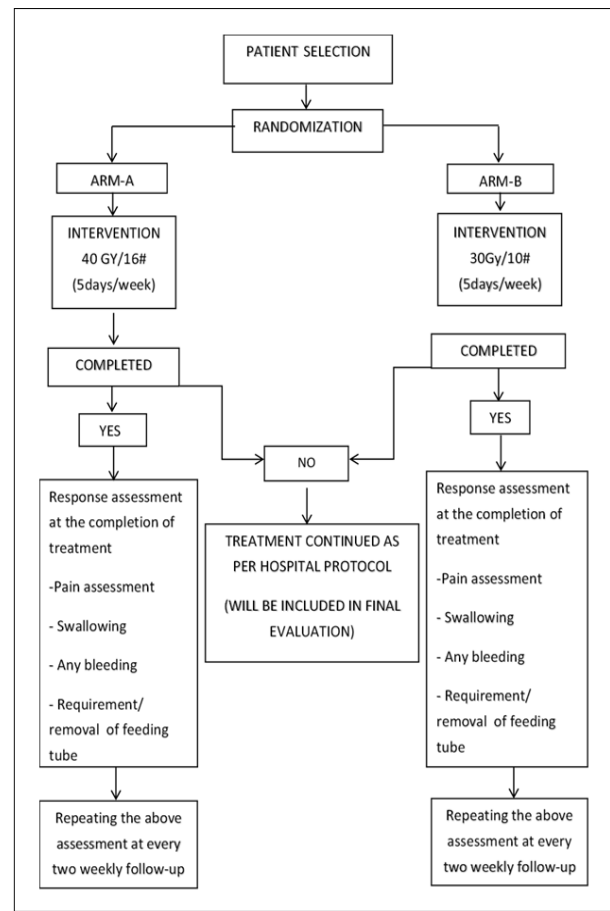 PATIENT SELECTION
RANDOMIZATION
ARM-A
INTERVENTION
40 GY/16#
(5days/week)
COMPLETED
YES
Response assessment
at the completion of
treatment
-Pain assessment
- Swallowing
- Any bleeding
- Requirement/
removal of feeding
tube
Repeating the above
assessment at every
two weekly follow-up
NO
TREATMENT CONTINUED AS
PER HOSPITAL PROTOCOL
(WILL BE INCLUDED IN FINAL
EVALUATION)
ARM-B
INTERVENTION
30Gy/10#
(5days/week)
COMPLETED
YES
Response assessment
at the completion of
treatment
-Pain assessment
- Swallowing
- Any bleeding
- Requirement/
removal of feeding
tube
Repeating the above
assessment at every
two weekly follow-up